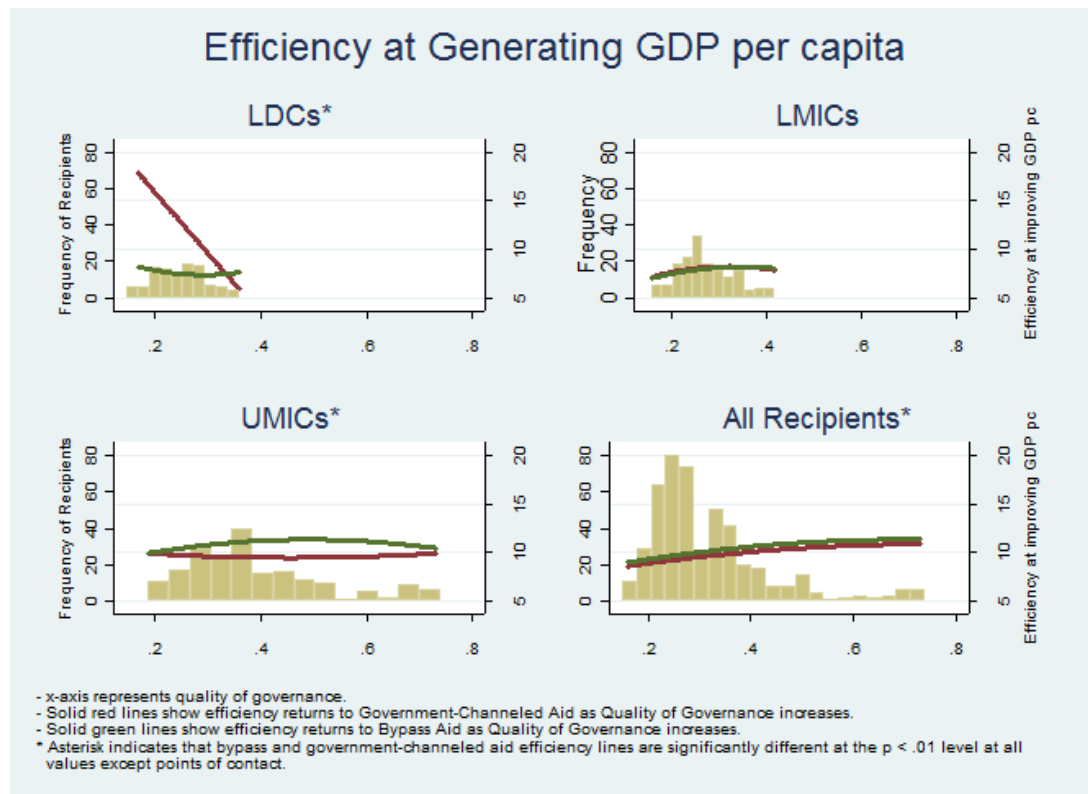 Efficiency at Generating GDP per capita
LDCs*
LMICs
Frequency of Recipients
80
60
40
20
0
20
15
10
5
.2 .4 .6 .8
Frequency
80
60
40
20
0
20
15
10
5
Efficiency at improving GDP pc
.2 .4 .6 .8
UMICs*
All Recipients*
Frequency of Recipients
80
60
40
20
0
20
15
10
5
.2 .4 .6 .8
80
60
40
20
0
20
15
10
5
Efficiency at improving GDP pc
.2 .4 .6 .8
- x-axis represents quality of governance.
- Solid red lines show efficiency returns to Government-Channeled Aid as Quality of Governance increases.
- Solid green lines show efficiency returns to Bypass Aid as Quality of Governance increases.
* Asterisk indicates that bypass and government-channeled aid efficiency lines are significantly different at the p < .01 level at all
values except points of contact.